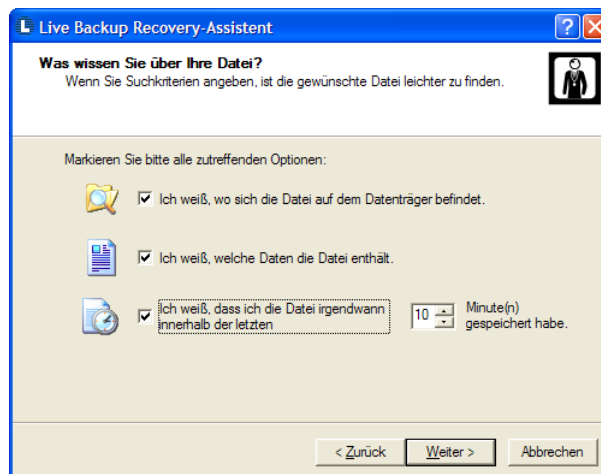 Live Backup Recovery-Assistent
Was wissen Sie über Ihre Datei?
Wenn Sie Suchkriterien angeben, ist die gewünschte Datei leichter zu finden.
Markieren Sie bitte alle zutreffenden Optionen:
Ich weiß, wo sich die Datei auf dem Datenträger befindet.
Ich weiß, welche Daten die Datei enthält.
Ich weiß, dass ich die Datei irgendwann
innerhalb der letzten
10
Minute(n)
gespeichert habe.
< Zurück
Weiter >
Abbrechen